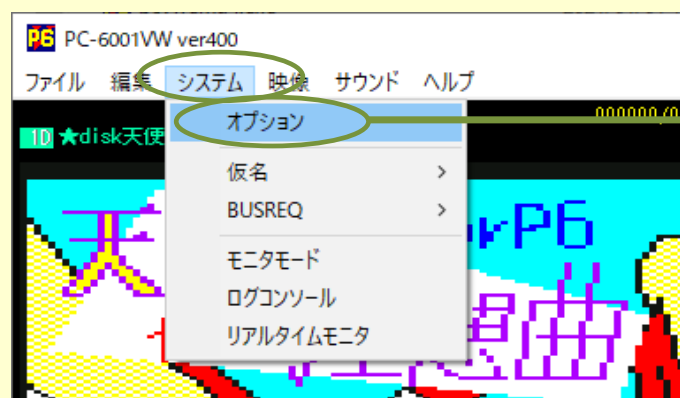 P6 PC-6001VW ver400
ファイル 編集 システム 映像 サウンド ヘルプ
オプション
1D ★disk天使
仮名 >
BUSREQ >
モニタモード
ログコンソール
リアルタイムモニタ
P6